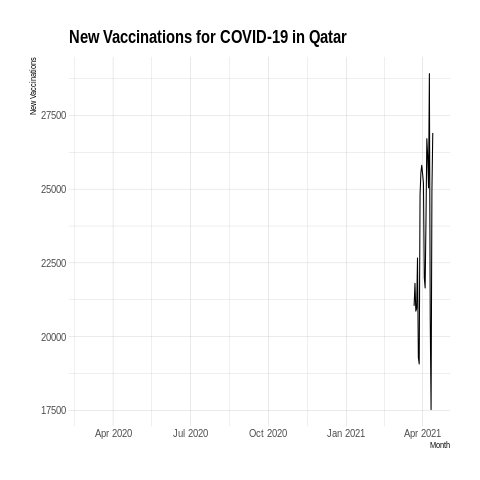 New Vaccinations for COVID-19 in Qatar
New Vaccinations
27500
25000
22500
20000
17500
Apr 2020 Jul 2020 Oct 2020 Jan 2021 Apr 2021
Month